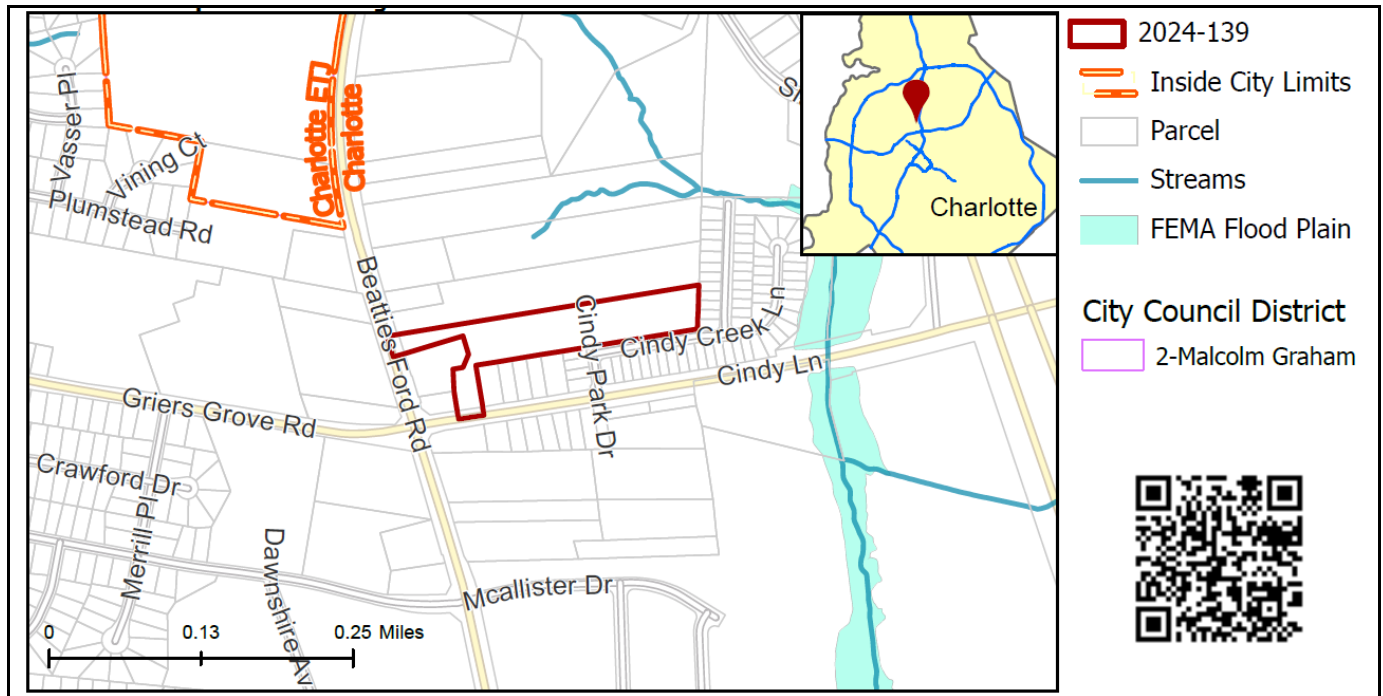 2024-139
Inside City Limits
Parcel
Streams
FEMA Flood Plain
City Council District
2-Malcolm Graham
Charlotte
Charlotte ETJ
Charlotte
Vasser Pl
Vining Ct
Plumstead Rd
Beatties Ford Rd
Cindy Park Dr
Cindy Creek Ln
Cindy Ln
Griers Grove Rd
Crawford Dr
Merrill Pl
Dawnshire Av
Mcallister Dr
0 0.13 0.25 Miles